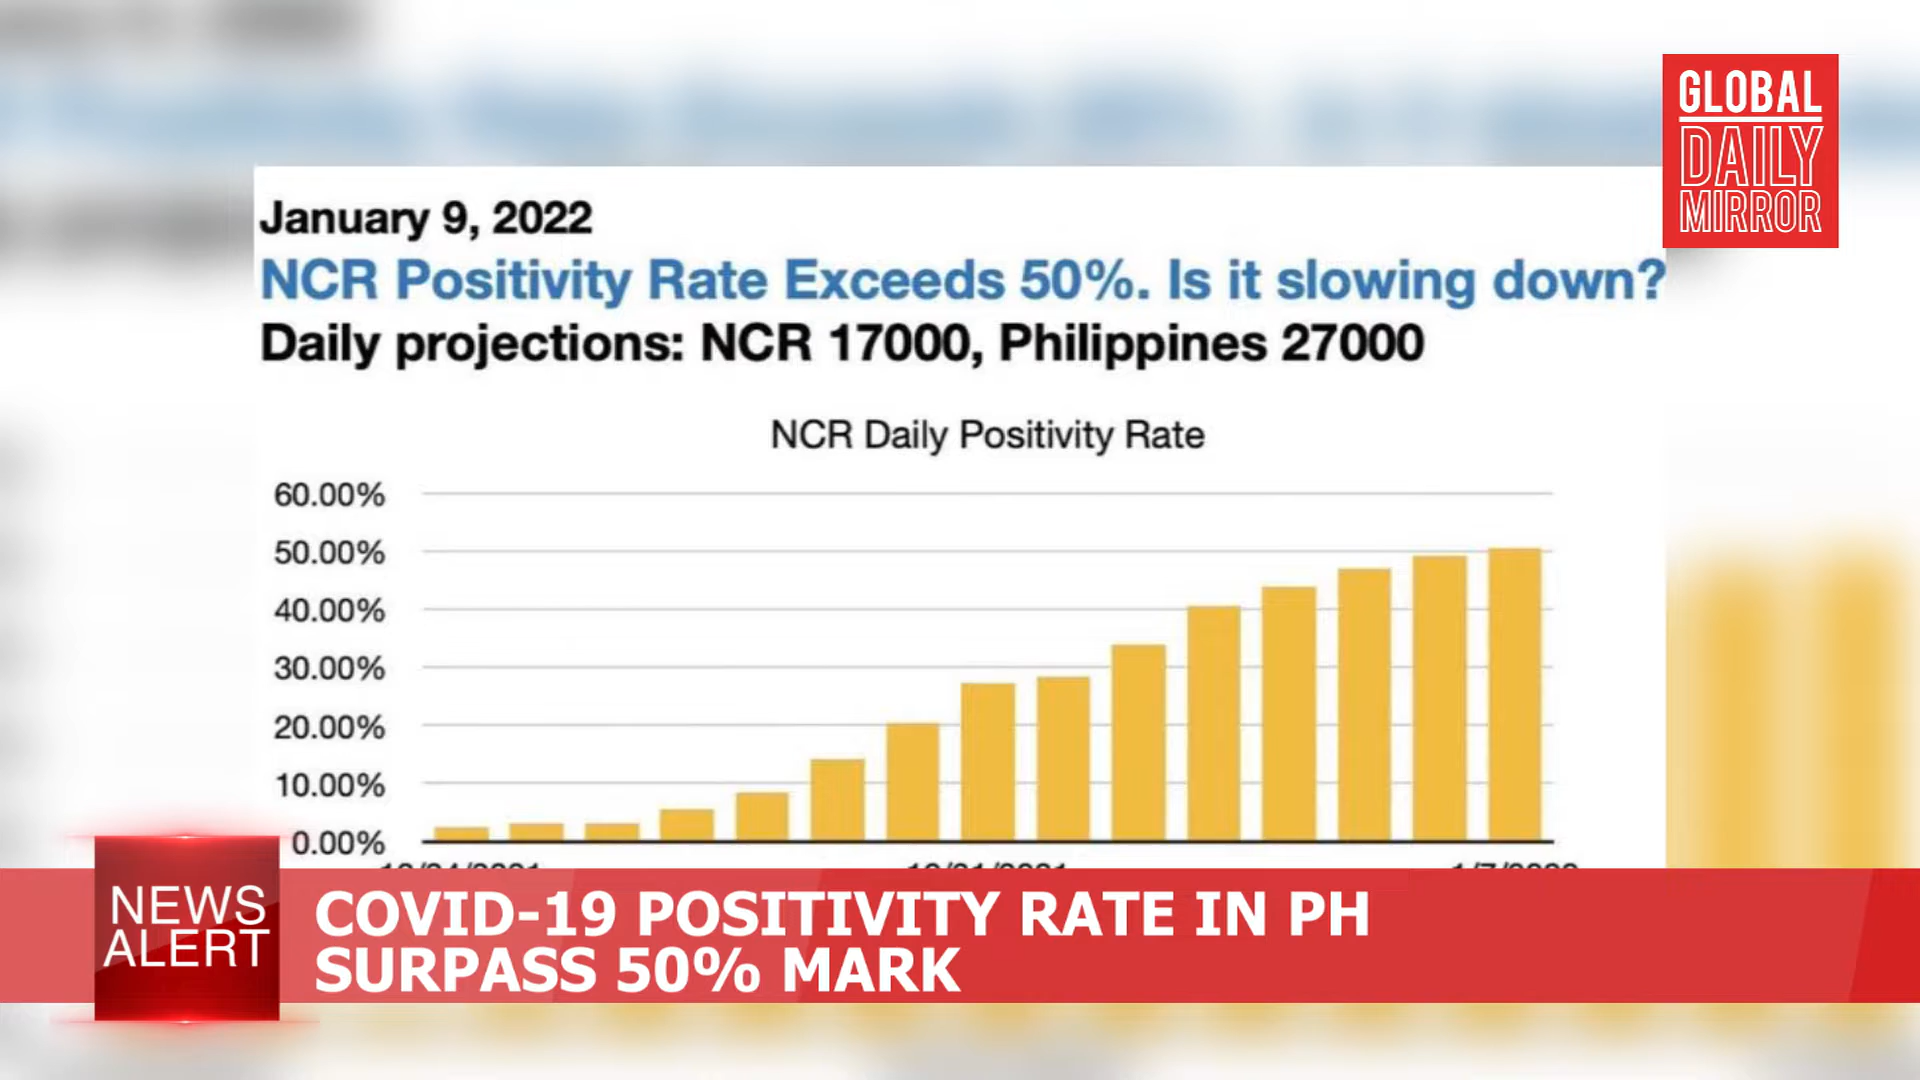 GLOBAL
DAILY
MIRROR
January 9, 2022
NCR Positivity Rate Exceeds 50%. Is it slowing down?
Daily projections: NCR 17000, Philippines 27000
NCR Daily Positivity Rate
60.00%
50.00%
40.00%
30.00%
20.00%
10.00%
0.00%
NEWS
ALERT
COVID-19 POSITIVITY RATE IN PH
SURPASS 50% MARK